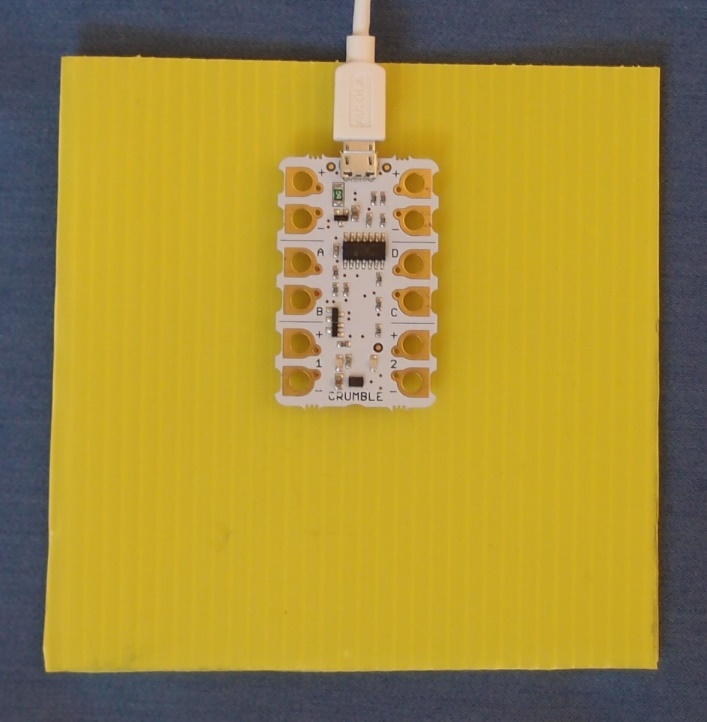 + +
- -
A D
B C
+ +
1 2
- -
CRUMBLE